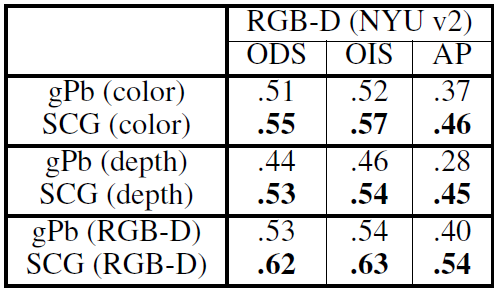 RGB-D (NYU v2)
ODS OIS AP
gPb (color) .51 .52 .37
SCG (color) .55 .57 .46
gPb (depth) .44 .46 .28
SCG (depth) .53 .54 .45
gPb (RGB-D) .53 .54 .40
SCG (RGB-D) .62 .63 .54